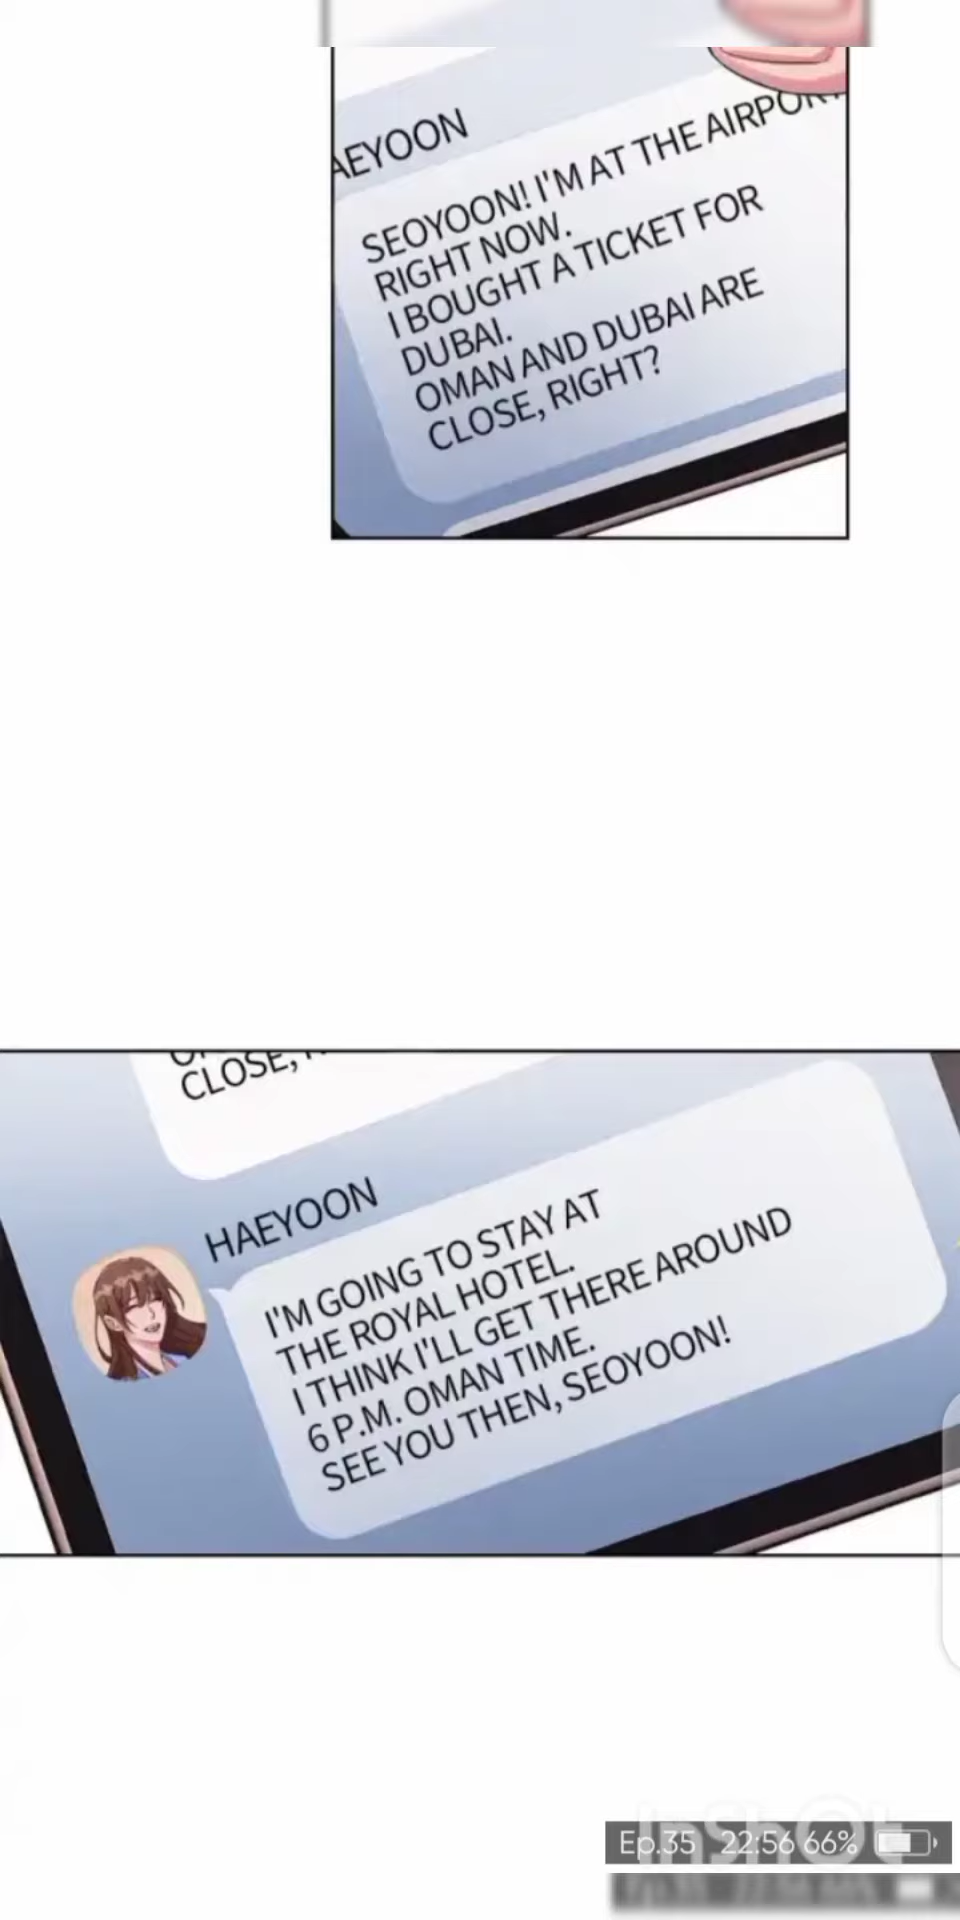 AEYOON
SEOYOON! I'M AT THE AIRPORT
RIGHT NOW.
I BOUGHT A TICKET FOR
DUBAI.
OMAN AND DUBAI ARE
CLOSE, RIGHT?
CLOSE,
HAEYOON
I'M GOING TO STAY AT
THE ROYAL HOTEL.
I THINK I'LL GET THERE AROUND
6 P.M. OMAN TIME.
SEE YOU THEN, SEOYOON!
InShOt
Ep.35 22:56 66%